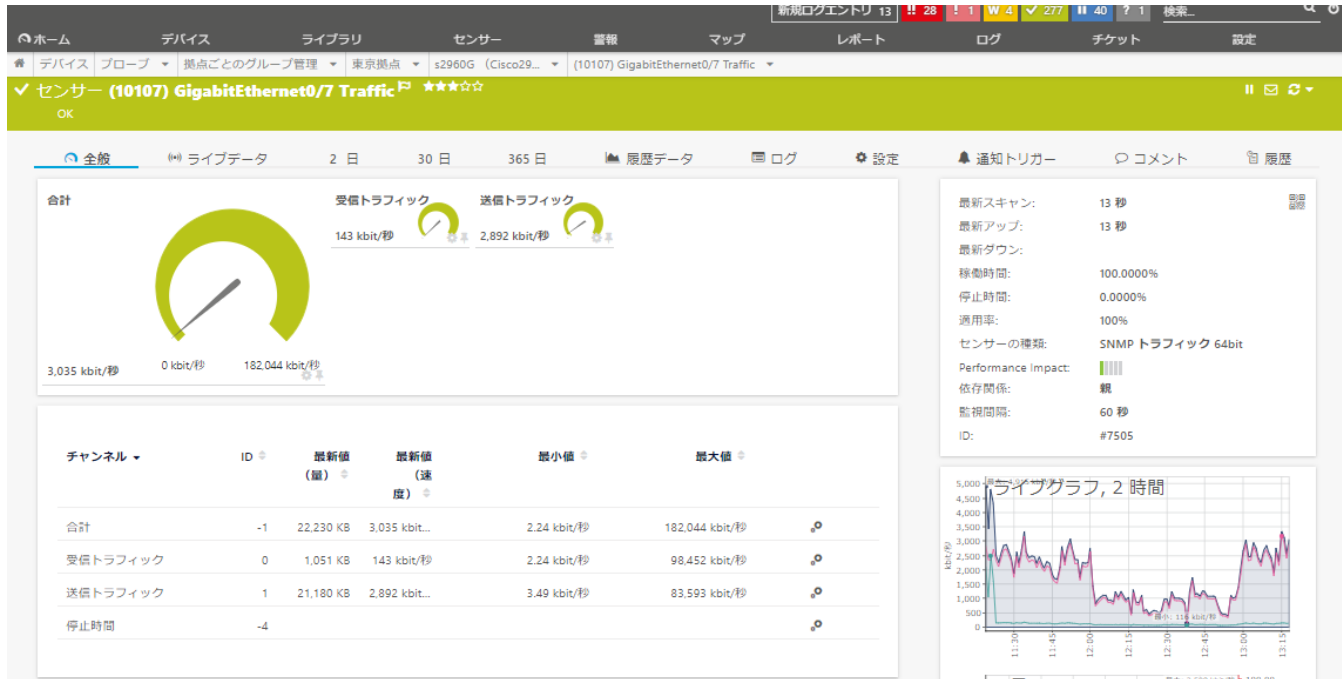 新規ログエントリ 13 !! 28 ! 1 W 4 277 40 ? 1 検索...
ホーム デバイス ライブラリ センサー 警報 マップ レポート ログ チケット 設定
デバイス プローブ 拠点ごとのグループ管理 東京拠点 s2960G (Cisco29... (10107) GigabitEthernet0/7 Traffic
センサー (10107) GigabitEthernet0/7 Traffic
OK
全般 ライブデータ 2 日 30 日 365 日 履歴データ ログ 設定 通知トリガー コメント 履歴
合計
3,035 kbit/秒
0 kbit/秒 182,044 kbit/秒
受信トラフィック
143 kbit/秒
送信トラフィック
2,892 kbit/秒
チャンネル ID 最新値(量) 最新値(速度) 最小値 最大値
合計 -1 22,230 KB 3,035 kbit... 2.24 kbit/秒 182,044 kbit/秒
受信トラフィック 0 1,051 KB 143 kbit/秒 2.24 kbit/秒 98,452 kbit/秒
送信トラフィック 1 21,180 KB 2,892 kbit... 3.49 kbit/秒 83,593 kbit/秒
停止時間 -4
最新スキャン: 13 秒
最新アップ: 13 秒
最新ダウン:
稼働時間: 100.0000%
停止時間: 0.0000%
適用率: 100%
センサーの種類: SNMP トラフィック 64bit
Performance Impact:
依存関係: 親
監視間隔: 60 秒
ID: #7505
ライブグラフ, 2 時間
kbit/秒
5,000
4,500
4,000
3,500
3,000
2,500
2,000
1,500
1,000
500
0
最小: 116 kbit/秒
11:30 11:45 12:00 12:15 12:30 12:45 13:00 13:15